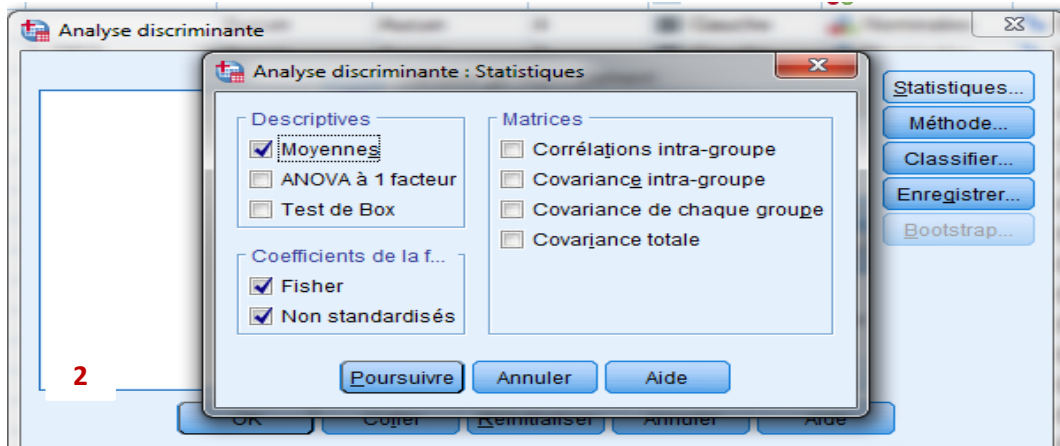 Analyse discriminante
Analyse discriminante : Statistiques
Descriptives
Moyennes
ANOVA à 1 facteur
Test de Box
Coefficients de la f...
Fisher
Non standardisés
Matrices
Corrélations intra-groupe
Covariance intra-groupe
Covariance de chaque groupe
Covariance totale
Poursuivre
Annuler
Aide
Statistiques...
Méthode...
Classifier...
Enregistrer...
Bootstrap...
2
OK
Coller
Réinitialiser
Annuler
Aide